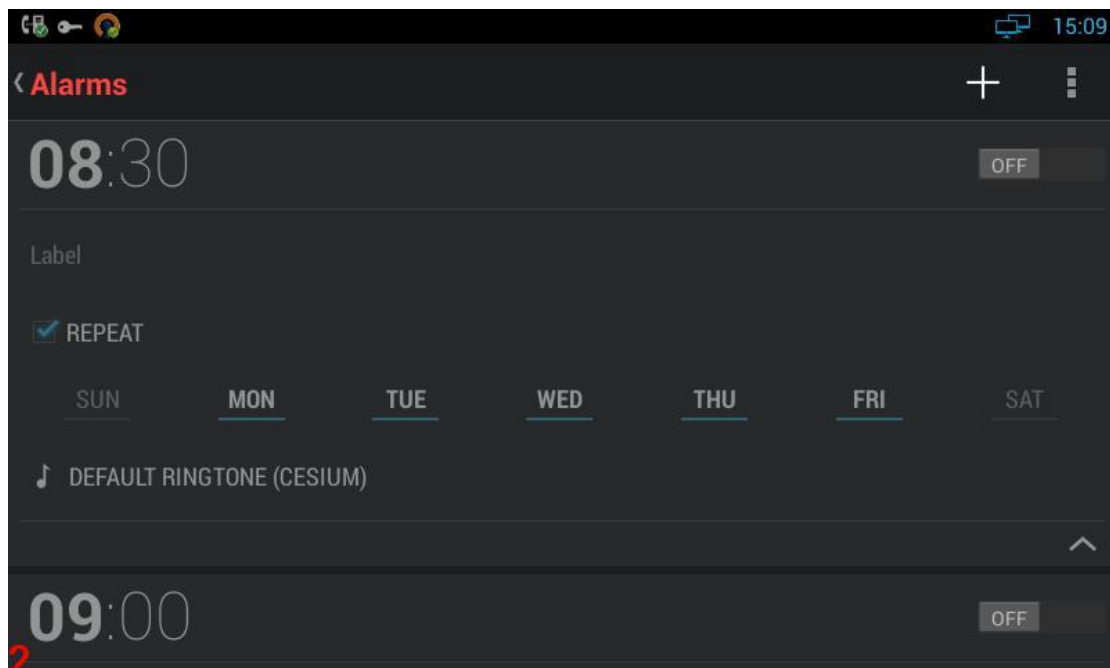 15:09
Alarms
08:30
OFF
Label
REPEAT
SUN MON TUE WED THU FRI SAT
DEFAULT RINGTONE (CESIUM)
09:00
OFF
2